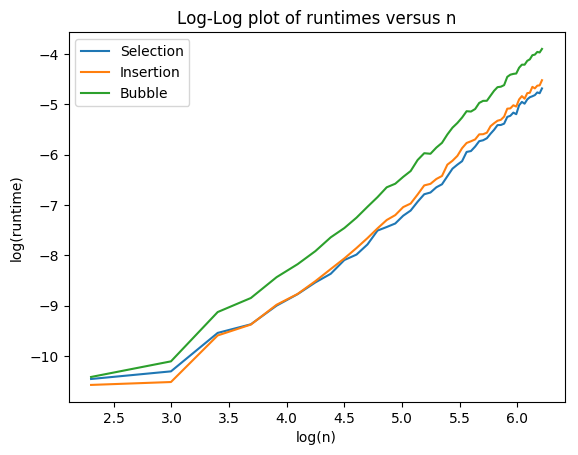 Log-Log plot of runtimes versus n
Selection
Insertion
Bubble
log(runtime)
−4
−5
−6
−7
−8
−9
−10
2.5 3.0 3.5 4.0 4.5 5.0 5.5 6.0
log(n)